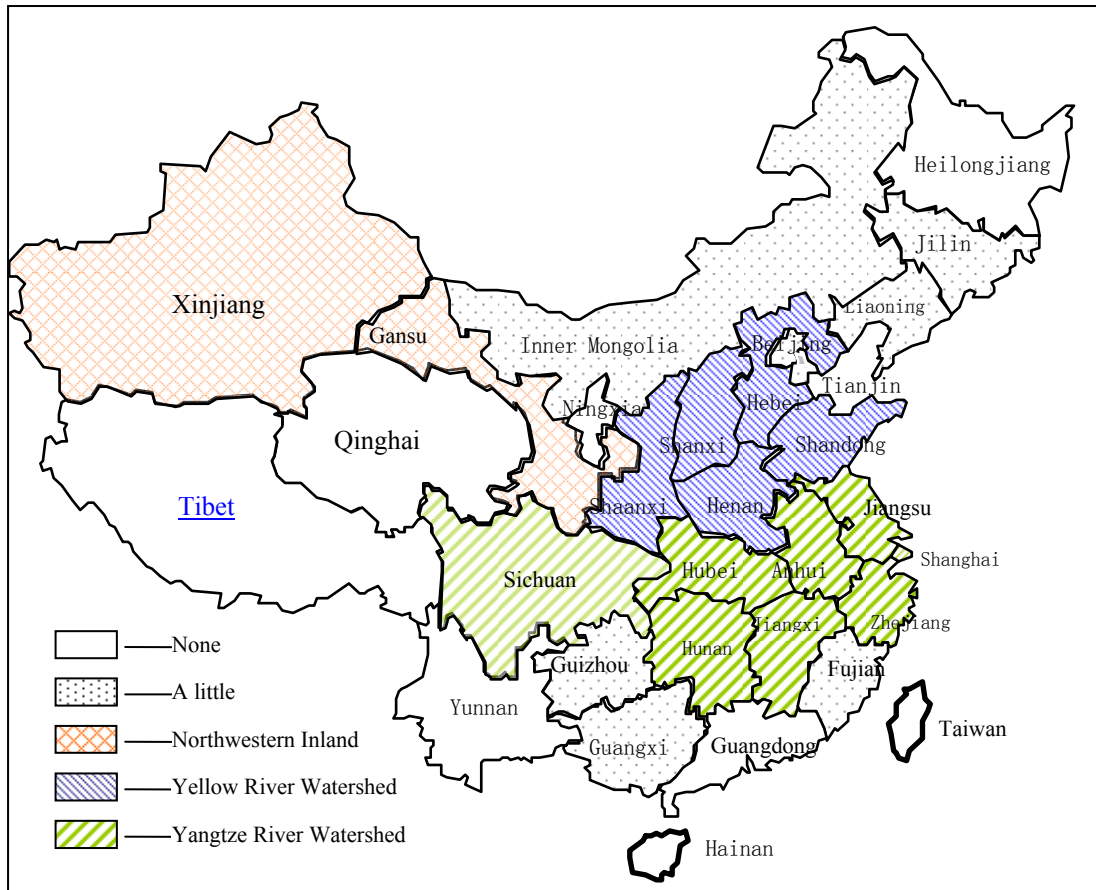 Heilongjiang
Jilin
Xinjiang
Liaoning
Gansu
Inner Mongolia
Beijing
Tianjin
Ningxia
Hebei
Qinghai
Shanxi
Shandong
Tibet
Shaanxi
Henan
Jiangsu
Shanghai
Sichuan
Hubei
Anhui
Jiangxi
Zhejiang
None
Hunan
Guizhou
Fujian
A little
Yunnan
Guangxi
Guangdong
Taiwan
Northwestern Inland
Yellow River Watershed
Yangtze River Watershed
Hainan